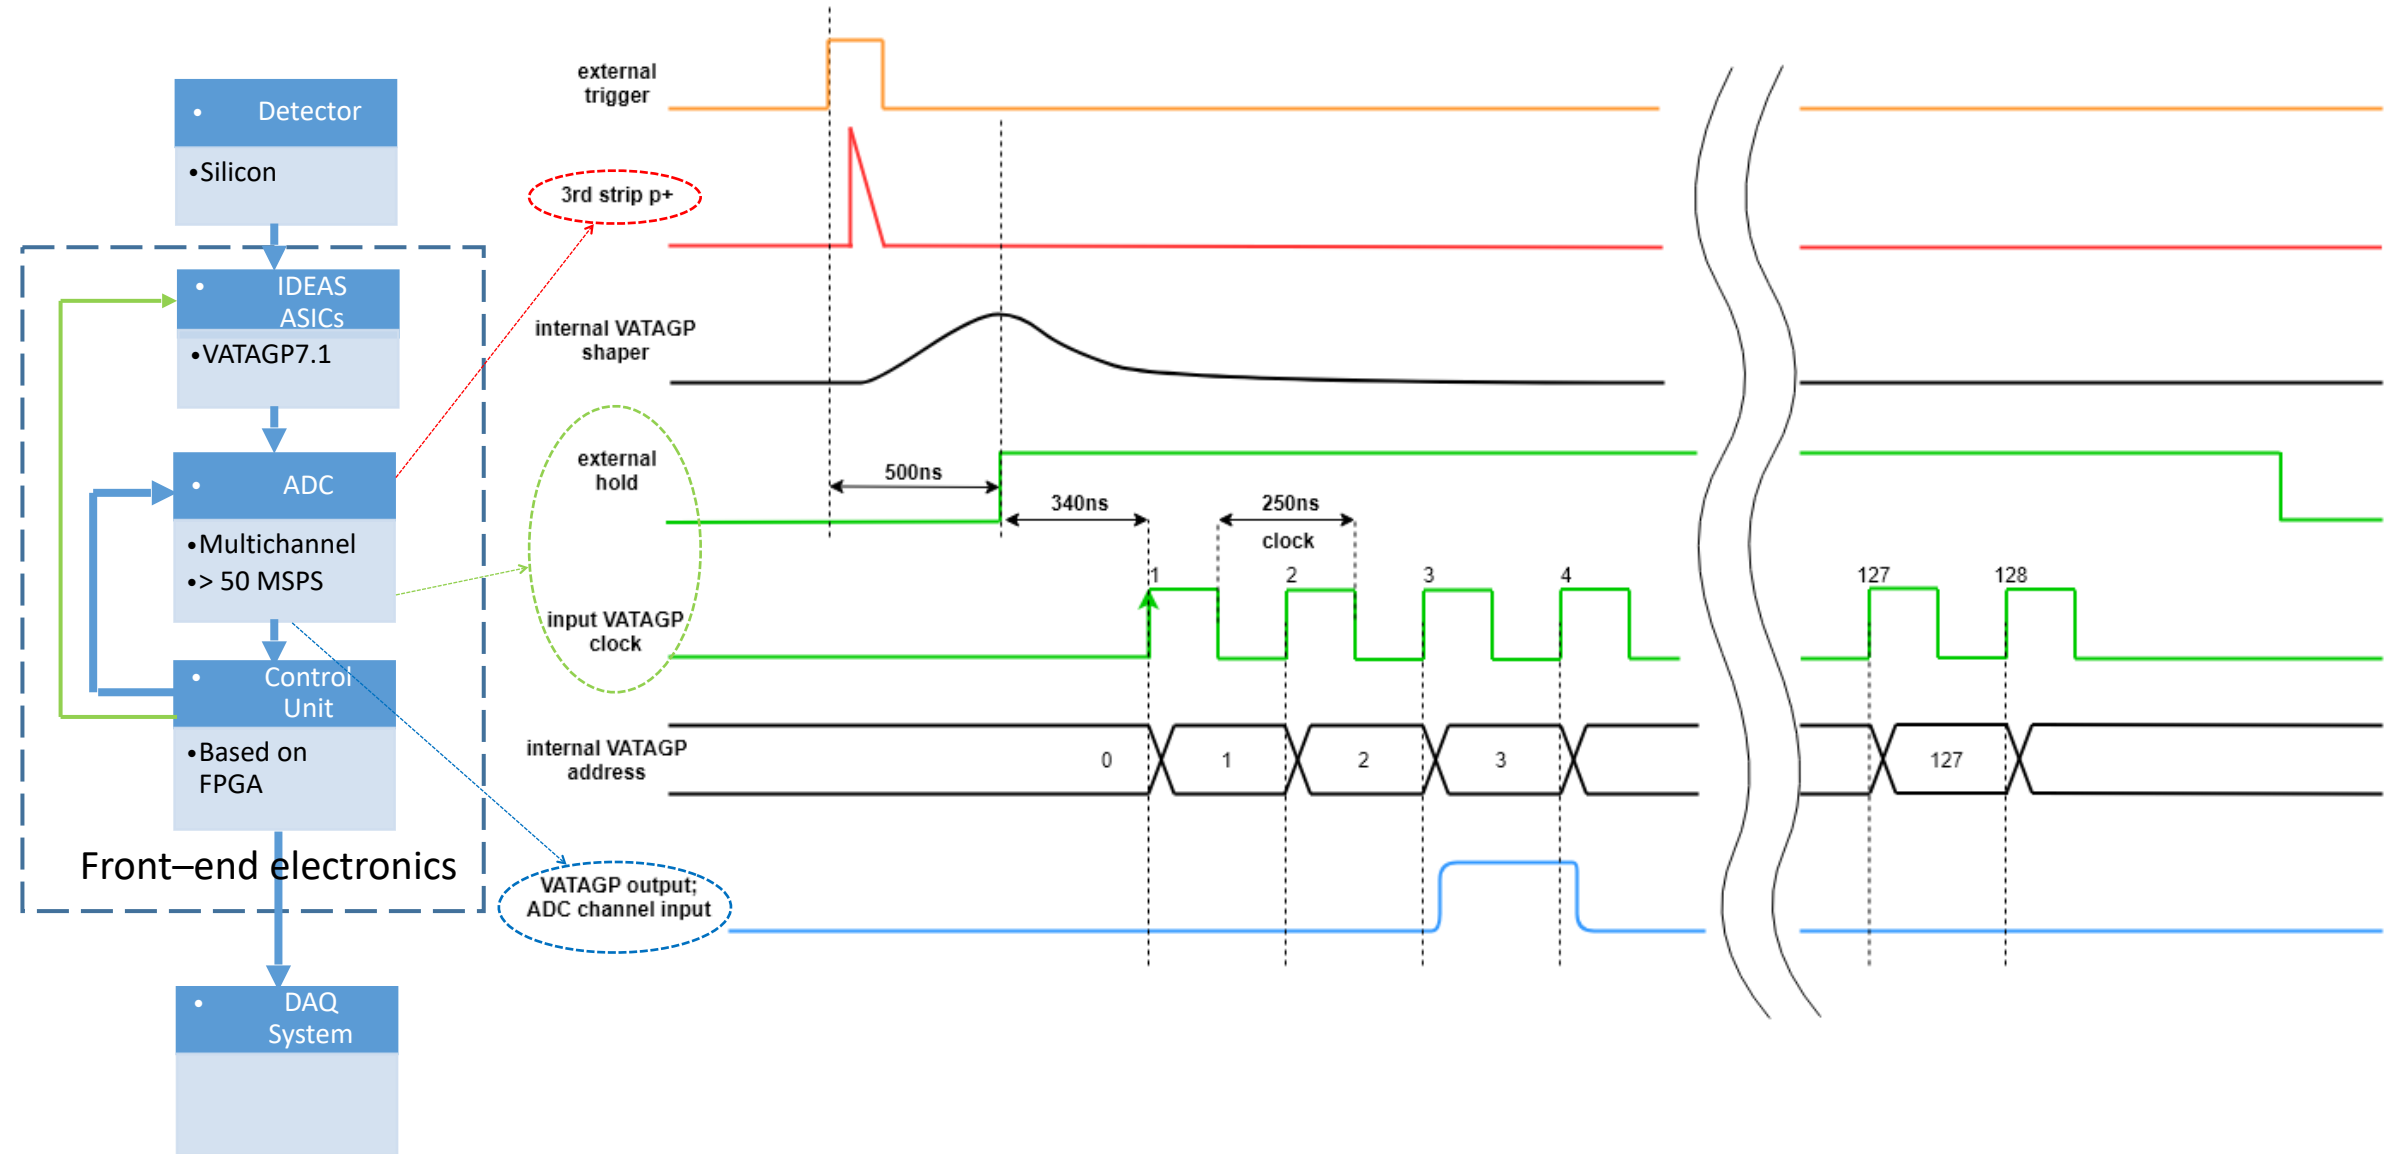 • Detector
•Silicon
• IDEAS
ASICs
•VATAGP7.1
• ADC
•Multichannel
•> 50 MSPS
• Control
Unit
•Based on
FPGA
Front–end electronics
• DAQ
System
external
trigger
3rd strip p+
internal VATAGP
shaper
external
hold
500ns
340ns
250ns
clock
input VATAGP
clock
1
2
3
4
127
128
internal VATAGP
address
0
1
2
3
127
VATAGP output;
ADC channel input